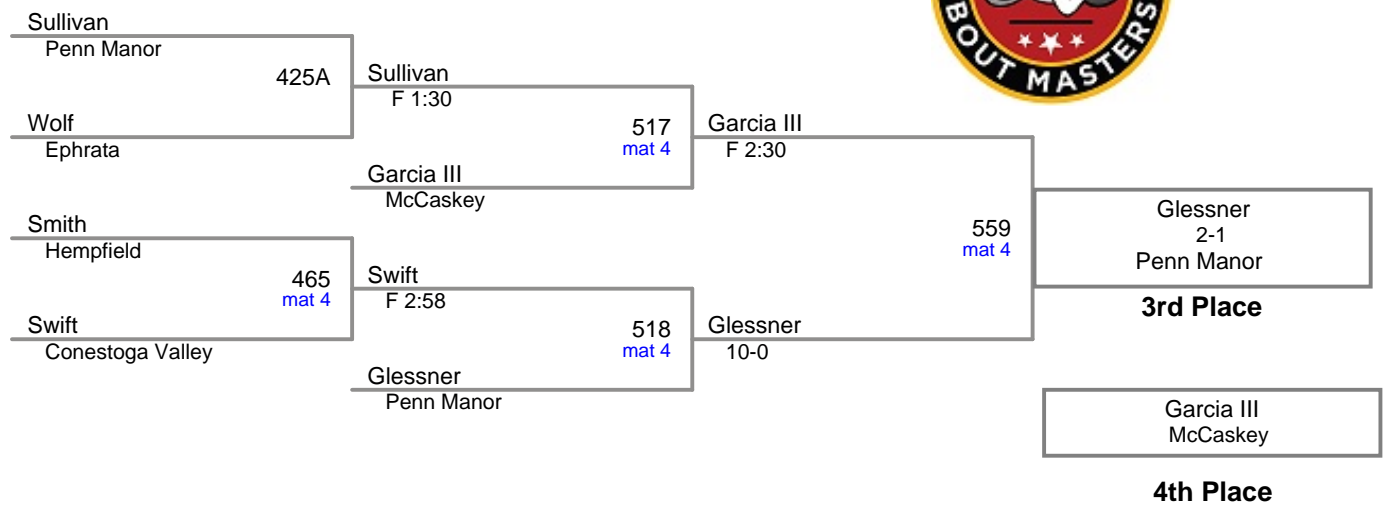 BOUT MASTERS
Sullivan
Penn Manor
425A
Sullivan
F 1:30
Wolf
Ephrata
517
mat 4
Garcia III
F 2:30
Garcia III
McCaskey
Smith
Hempfield
559
mat 4
Glessner
2-1
Penn Manor
3rd Place
465
mat 4
Swift
F 2:58
Swift
Conestoga Valley
518
mat 4
Glessner
10-0
Glessner
Penn Manor
Garcia III
McCaskey
4th Place